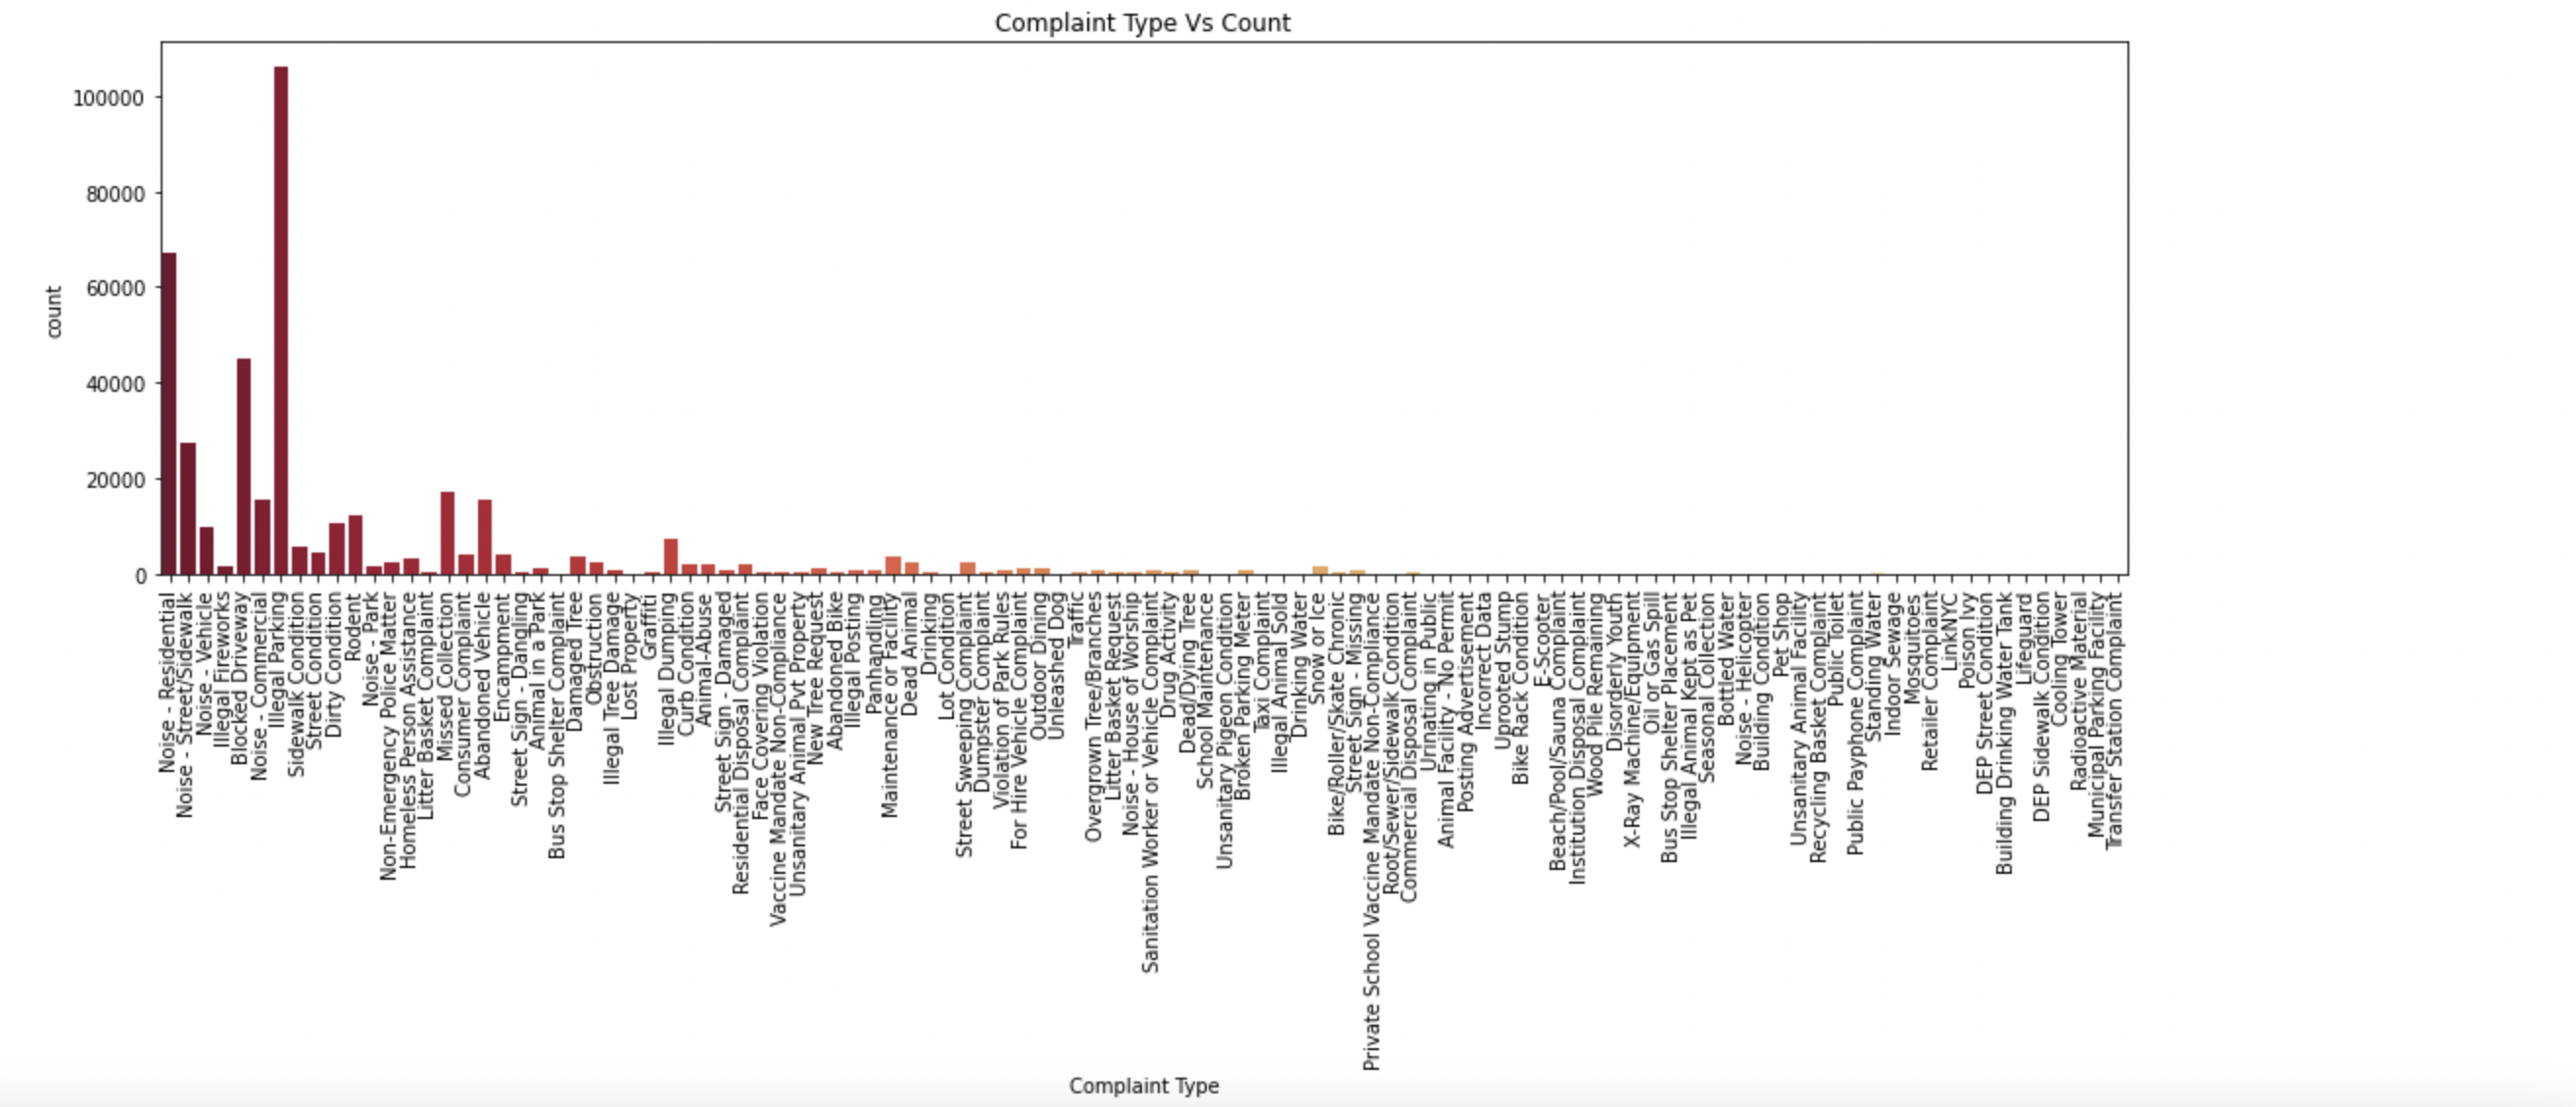 Complaint Type Vs Count
100000
80000
60000
40000
20000
0
count
Noise - Residential
Noise - Street/Sidewalk
Noise - Vehicle
Illegal Fireworks
Blocked Driveway
Noise - Commercial
Illegal Parking
Sidewalk Condition
Street Condition
Dirty Condition
Rodent
Noise - Park
Non-Emergency Police Matter
Homeless Person Assistance
Litter Basket Complaint
Missed Collection
Consumer Complaint
Abandoned Vehicle
Encampment
Street Sign - Dangling
Animal in a Park
Bus Stop Shelter Complaint
Damaged Tree
Obstruction
Illegal Tree Damage
Lost Property
Graffiti
Illegal Dumping
Curb Condition
Animal-Abuse
Street Sign - Damaged
Residential Disposal Complaint
Face Covering Violation
Vaccine Mandate Non-Compliance
Unsanitary Animal Pvt Property
New Tree Request
Abandoned Bike
Illegal Posting
Panhandling
Maintenance or Facility
Dead Animal
Drinking
Lot Condition
Street Sweeping Complaint
Dumpster Complaint
Violation of Park Rules
For Hire Vehicle Complaint
Outdoor Dining
Unleashed Dog
Traffic
Overgrown Tree/Branches
Litter Basket Request
Noise - House of Worship
Sanitation Worker or Vehicle Complaint
Drug Activity
Dead/Dying Tree
School Maintenance
Unsanitary Pigeon Condition
Broken Parking Meter
Taxi Complaint
Illegal Animal Sold
Drinking Water
Snow or Ice
Bike/Roller/Skate Chronic
Street Sign - Missing
Private School Vaccine Mandate Non-Compliance
Root/Sewer/Sidewalk Condition
Commercial Disposal Complaint
Urinating in Public
Animal Facility - No Permit
Posting Advertisement
Incorrect Data
Uprooted Stump
Bike Rack Condition
E-Scooter
Beach/Pool/Sauna Complaint
Institution Disposal Complaint
Wood Pile Remaining
Disorderly Youth
X-Ray Machine/Equipment
Oil or Gas Spill
Bus Stop Shelter Placement
Illegal Animal Kept as Pet
Seasonal Collection
Bottled Water
Noise - Helicopter
Building Condition
Pet Shop
Unsanitary Animal Facility
Recycling Basket Complaint
Public Toilet
Public Payphone Complaint
Standing Water
Indoor Sewage
Mosquitoes
Retailer Complaint
LinkNYC
Poison Ivy
DEP Street Condition
Building Drinking Water Tank
Lifeguard
DEP Sidewalk Condition
Cooling Tower
Radioactive Material
Municipal Parking Facility
Transfer Station Complaint
Complaint Type